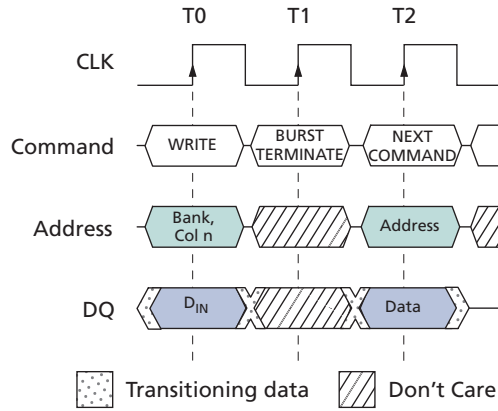 T0 T1 T2
CLK
Command WRITE BURST TERMINATE NEXT COMMAND
Address Bank, Col n Address
DQ DIN Data
Transitioning data Don't Care